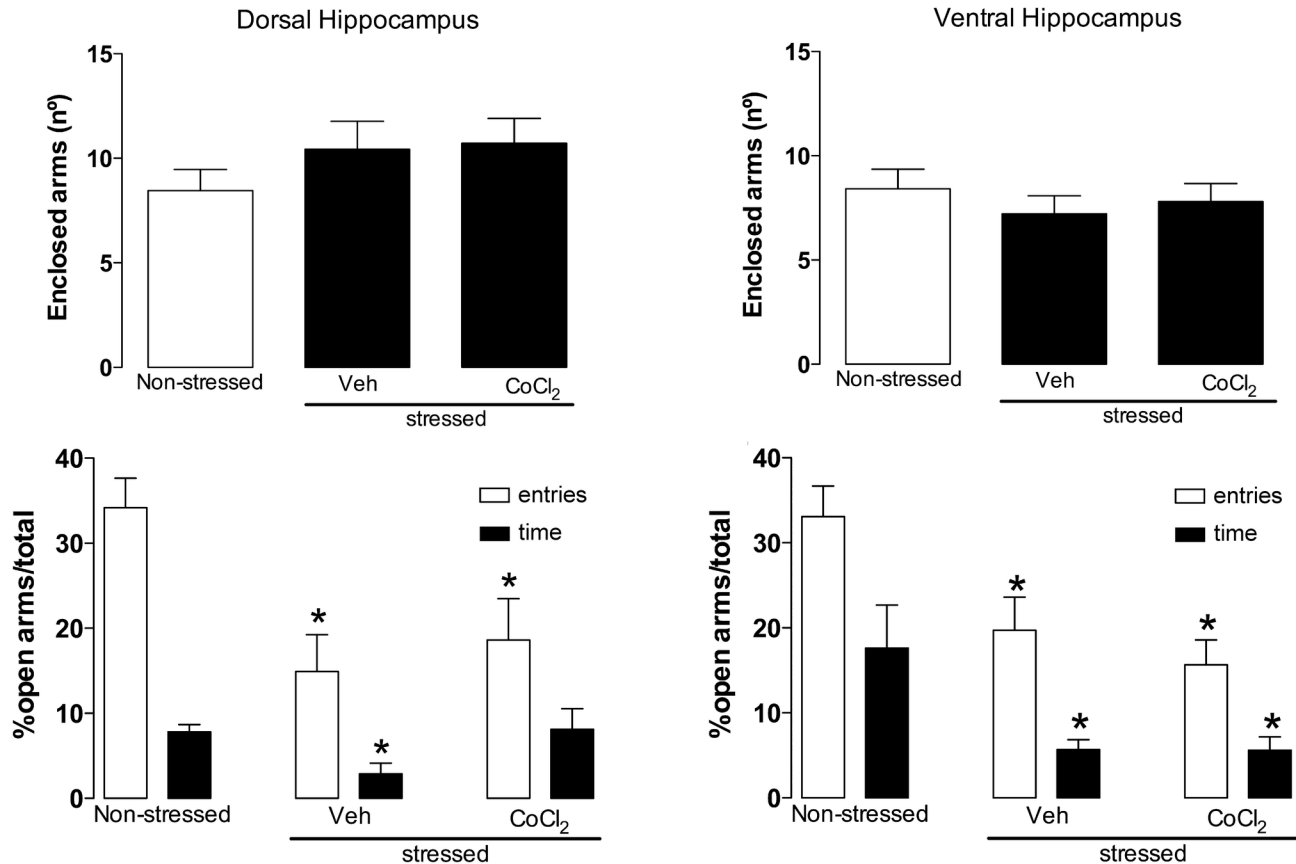 Dorsal Hippocampus
Enclosed arms (nº)
15
10
5
0
Non-stressed
Veh
CoCl₂
stressed
Ventral Hippocampus
Enclosed arms (nº)
15
10
5
0
Non-stressed
Veh
CoCl₂
stressed
%open arms/total
40
30
20
10
0
entries
time
*
*
*
Non-stressed
Veh
CoCl₂
stressed
%open arms/total
40
30
20
10
0
entries
time
*
*
*
*
Non-stressed
Veh
CoCl₂
stressed